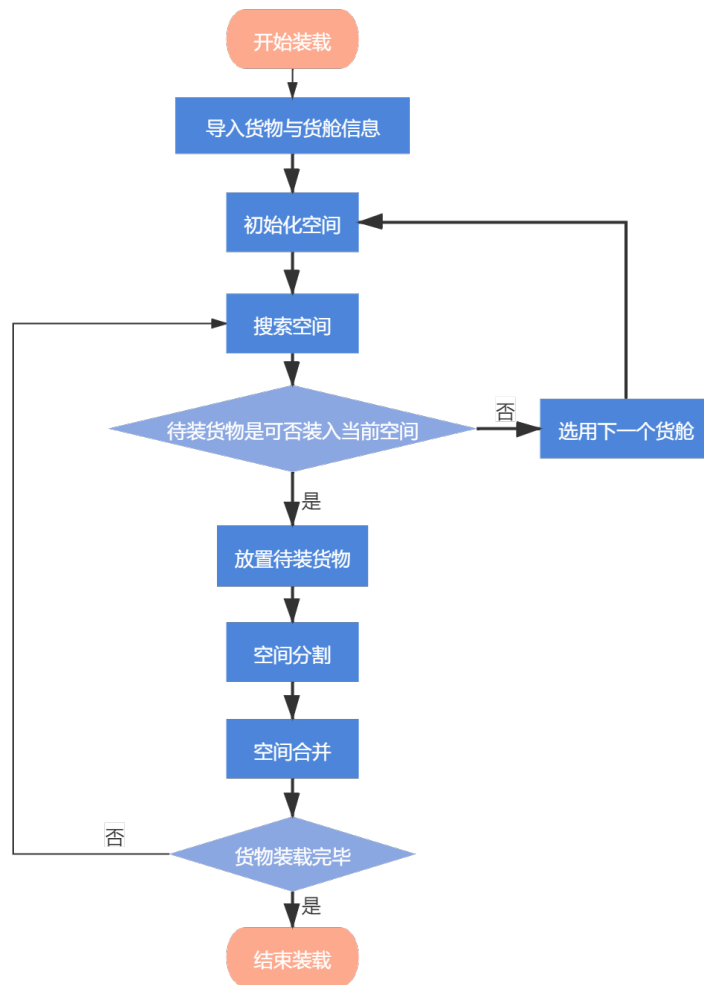 开始装载
导入货物与货舱信息
初始化空间
搜索空间
待装货物是可否装入当前空间
否
选用下一个货舱
是
放置待装货物
空间分割
空间合并
否
货物装载完毕
是
结束装载